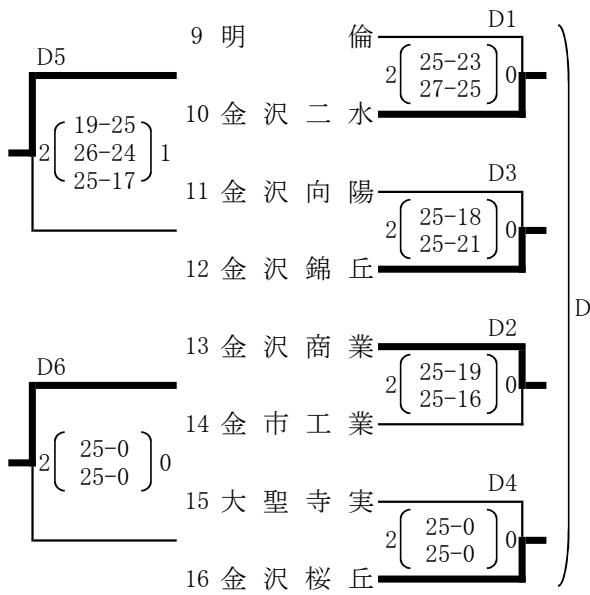 D1
9 明 倫
2 25-23 0
27-25
D5
10 金 沢 二 水
19-25
2 26-24 1
25-17
D3
11 金 沢 向 陽
2 25-18 0
25-21
12 金 沢 錦 丘
D
D2
13 金 沢 商 業
2 25-19 0
25-16
D6
14 金 市 工 業
2 25-0 0
25-0
D4
15 大 聖 寺 実
2 25-0 0
25-0
16 金 沢 桜 丘